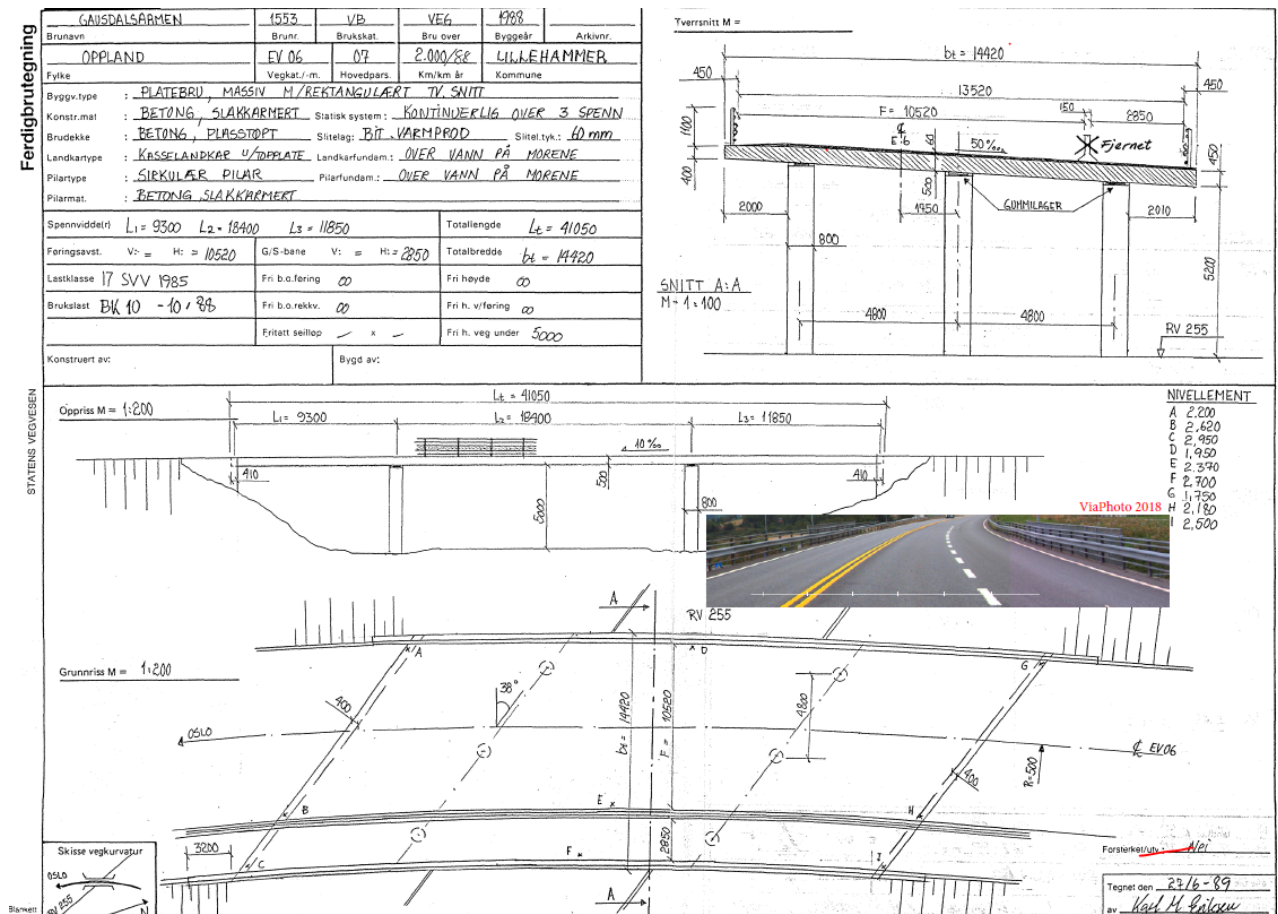 Ferdigbrutegning
STATENS VEGVESEN
GAUSDALSARMEN 1553 VB VEG 1988
Brunavn Brunr. Brukskat. Bru over Byggeår Arkivnr.
OPPLAND EV 06 07 2.000/88 LILLEHAMMER
Fylke Vegkat./-m. Hovedpars. Km/km år Kommune
Byggv.type : PLATEBRU, MASSIV M/REKTANGULÆRT TV. SNITT
Konstr.mat : BETONG, SLAKKARMERT Statisk system : KONTINUERLIG OVER 3 SPENN
Brudekke : BETONG, PLASSTØPT Slitelag: BIT. VARMPROD Slitel.tyk.: 60 mm
Landkartype : KASSELANDKAR U/TOPPLATE Landkarfundam.: OVER VANN PÅ MORENE
Pilartype : SIRKULÆR PILAR Pilarfundam.: OVER VANN PÅ MORENE
Pilarmat. : BETONG SLAKKARMERT
Spennvidde(r) L1= 9300 L2= 18400 L3= 11850 Totallengde Lt = 41050
Føringsavst. V: = H: = 10520 G/S-bane V: = H: = 2850 Totalbredde bt = 14420
Lastklasse 17 SVV 1985 Fri b.o.føring ∞ Fri høyde ∞
Brukslast BK 10 - 10/88 Fri b.o.rekkv. ∞ Fri h. v/føring ∞
Fritatt seilløp - x - Fri h. veg under 5000
Konstruert av: Bygd av:
Tverrsnitt M =
bt = 14420
450 13520 450
F = 10520 150 2850
1100 ℄ E 6 60 50 ‰ Fjernet
400 500 450
2000 1950 GUMMILAGER 2010
800
5200
SNITT A:A
M= 1:100
4800 4800
RV 255
Oppriss M = 1:200
Lt = 41050
L1= 9300 L2= 18400 L3= 11850
10 ‰
410 500 410
5000 800
NIVELLEMENT
A 2.200
B 2,620
C 2,950
D 1,950
E 2.370
F 2,700
G 1,750
H 2,180
I 2,500
ViaPhoto 2018
A RV 255
A D G
Grunnriss M = 1:200
400 38° bt= 14420 F = 10520 4800
OSLO ℄ EV06
R=500
400
B E H
3200 C F 2850 I
A
Skisse vegkurvatur
OSLO
RV 255
N
Blankett
Forsterket/utv.: Nei
Tegnet den 27/6-89
av Karl M Eriksen